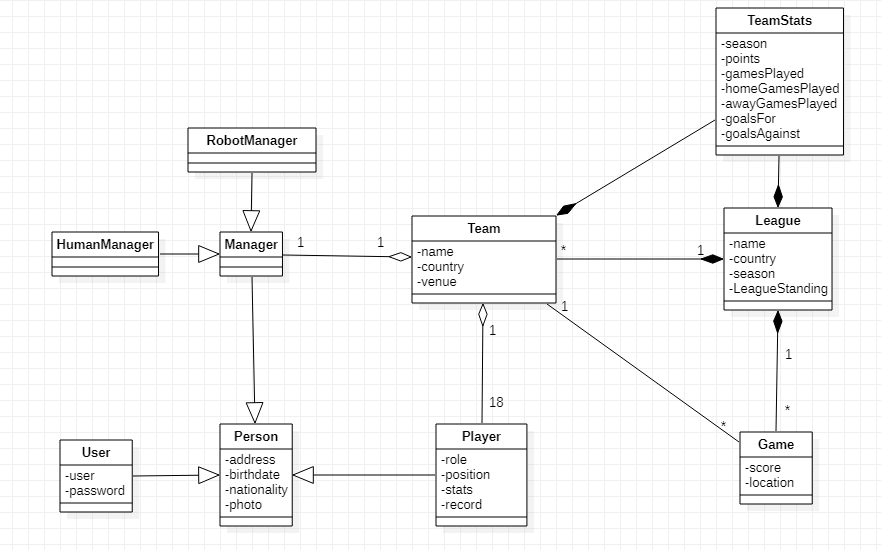 TeamStats
-season
-points
-gamesPlayed
-homeGamesPlayed
-awayGamesPlayed
-goalsFor
-goalsAgainst
RobotManager
HumanManager
Manager
1
1
Team
-name
-country
-venue
*
1
League
-name
-country
-season
-LeagueStanding
1
1
1
*
18
*
User
-user
-password
Person
-address
-birthdate
-nationality
-photo
Player
-role
-position
-stats
-record
Game
-score
-location